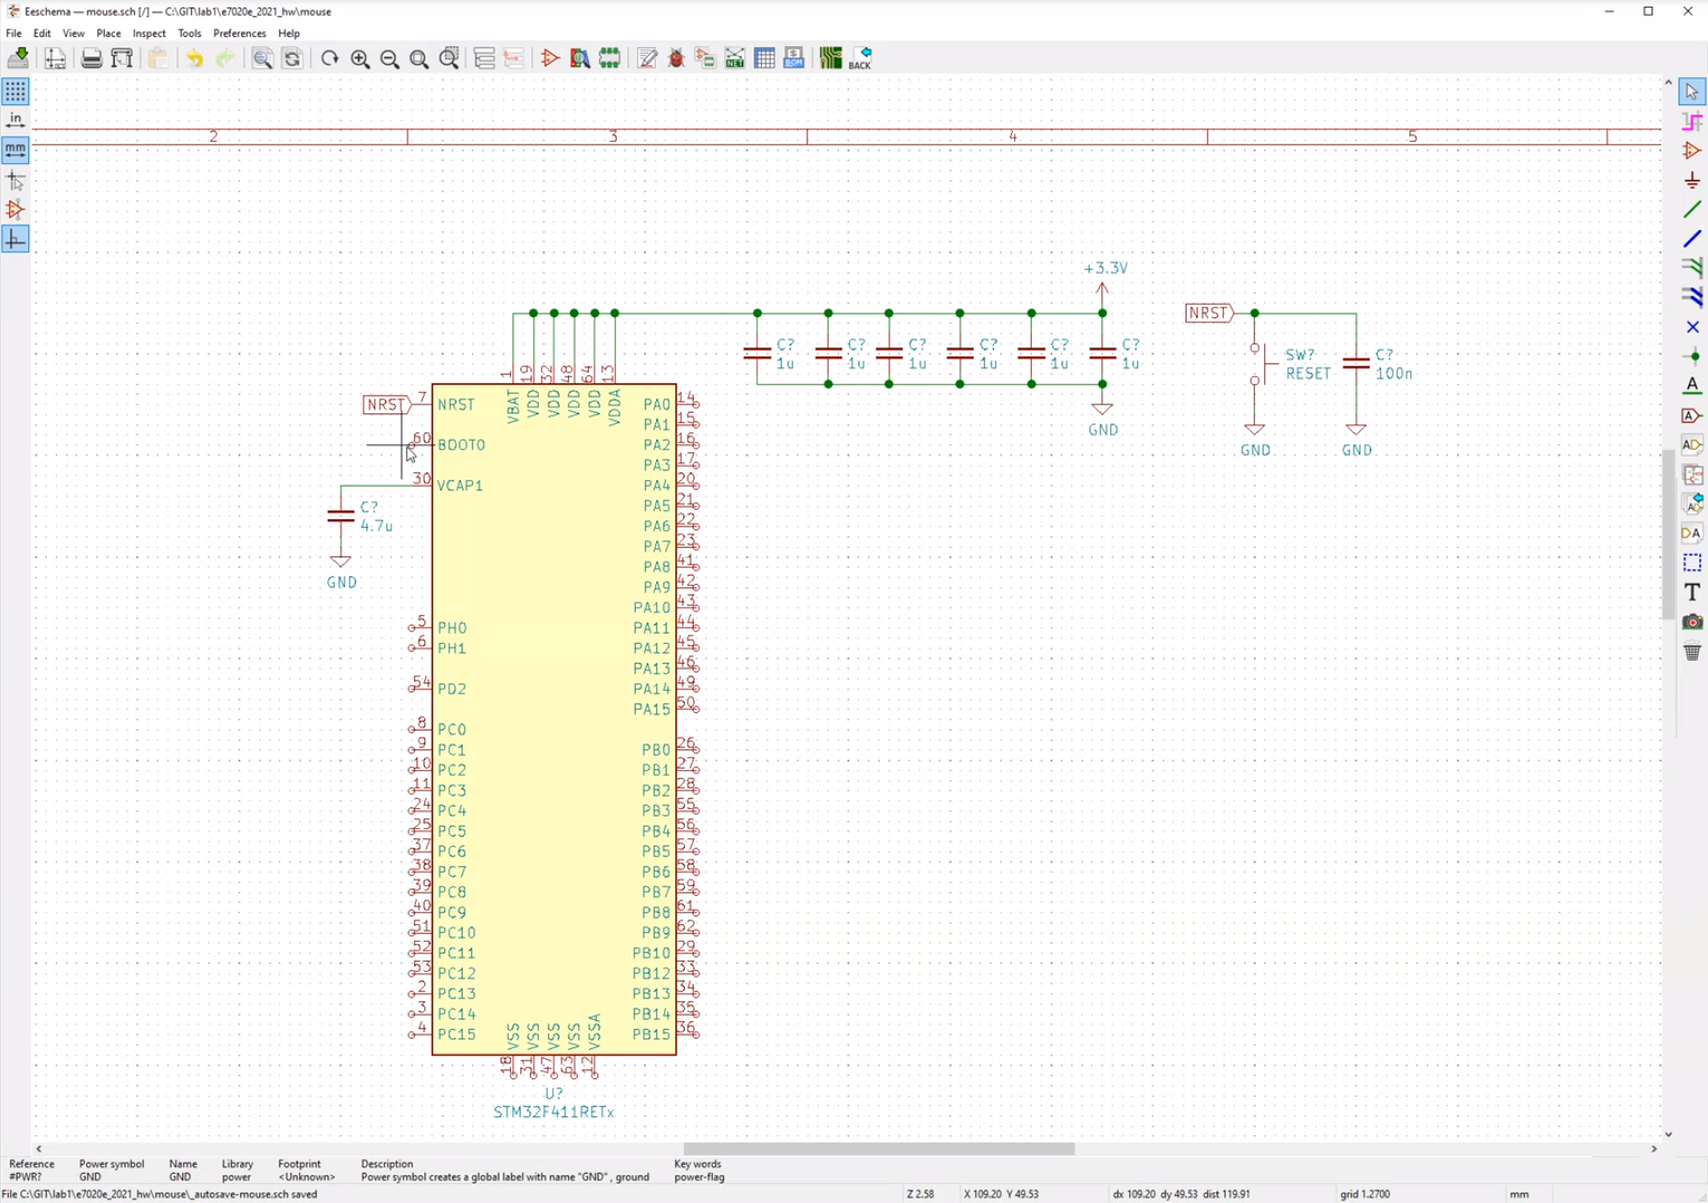 Eeschema — mouse.sch [/] — C:\GIT\lab1\e7020e_2021_hw\mouse
File Edit View Place Inspect Tools Preferences Help
NET
BOM
BACK
in
mm
2 3 4 5
+3.3V
NRST
C? C? C? C? C? C?
1u 1u 1u 1u 1u 1u
SW? C?
RESET 100n
GND
GND GND
1 19 32 48 64 13
VBAT VDD VDD VDD VDD VDDA
NRST 7 NRST
60 BOOT0
30 VCAP1
C?
4.7u
GND
5 PH0
6 PH1
54 PD2
8 PC0
9 PC1
10 PC2
11 PC3
24 PC4
25 PC5
37 PC6
38 PC7
39 PC8
40 PC9
51 PC10
52 PC11
53 PC12
2 PC13
3 PC14
4 PC15
PA0 14
PA1 15
PA2 16
PA3 17
PA4 20
PA5 21
PA6 22
PA7 23
PA8 41
PA9 42
PA10 43
PA11 44
PA12 45
PA13 46
PA14 49
PA15 50
PB0 26
PB1 27
PB2 28
PB3 55
PB4 56
PB5 57
PB6 58
PB7 59
PB8 61
PB9 62
PB10 29
PB12 33
PB13 34
PB14 35
PB15 36
VSS VSS VSS VSS VSSA
18 31 47 63 12
U?
STM32F411RETx
A
A
T
Reference Power symbol Name Library Footprint Description Key words
#PWR? GND GND power <Unknown> Power symbol creates a global label with name "GND" , ground power-flag
File C:\GIT\lab1\e7020e_2021_hw\mouse\_autosave-mouse.sch saved Z 2.58 X 109.20 Y 49.53 dx 109.20 dy 49.53 dist 119.91 grid 1.2700 mm